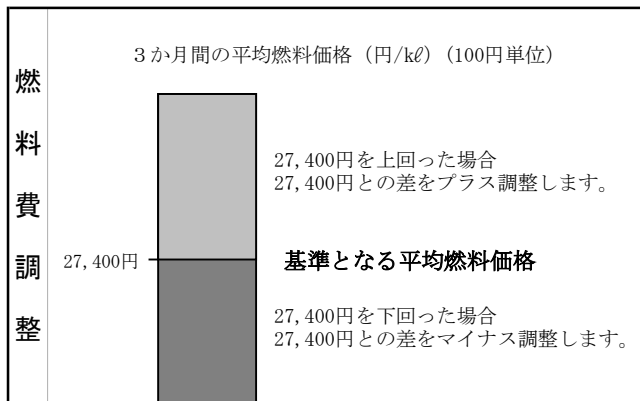 燃料費調整
3か月間の平均燃料価格（円/kℓ）(100円単位）
27,400円を上回った場合
27,400円との差をプラス調整します。
27,400円
基準となる平均燃料価格
27,400円を下回った場合
27,400円との差をマイナス調整します。